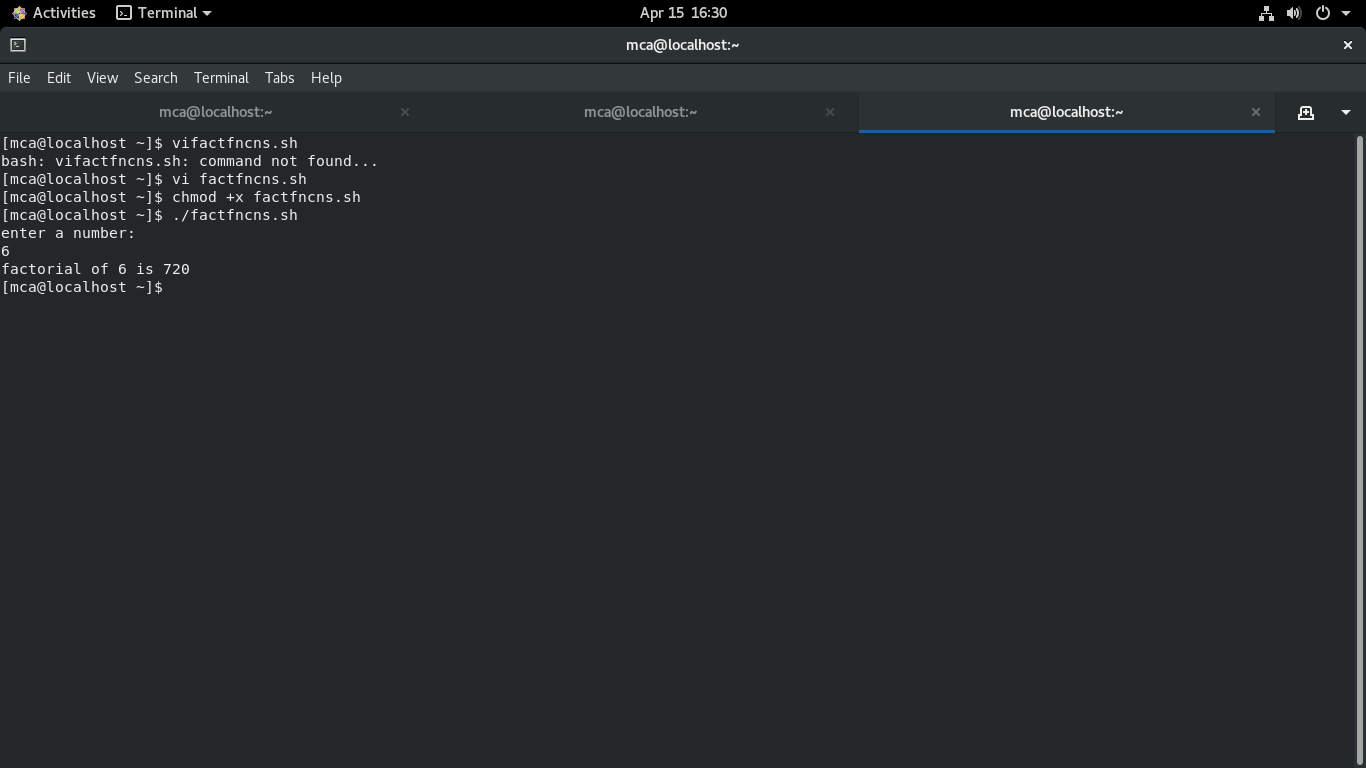 Activities Terminal Apr 15 16:30
mca@localhost:~
File Edit View Search Terminal Tabs Help
mca@localhost:~ mca@localhost:~ mca@localhost:~
[mca@localhost ~]$ vifactfncns.sh
bash: vifactfncns.sh: command not found...
[mca@localhost ~]$ vi factfncns.sh
[mca@localhost ~]$ chmod +x factfncns.sh
[mca@localhost ~]$ ./factfncns.sh
enter a number:
6
factorial of 6 is 720
[mca@localhost ~]$